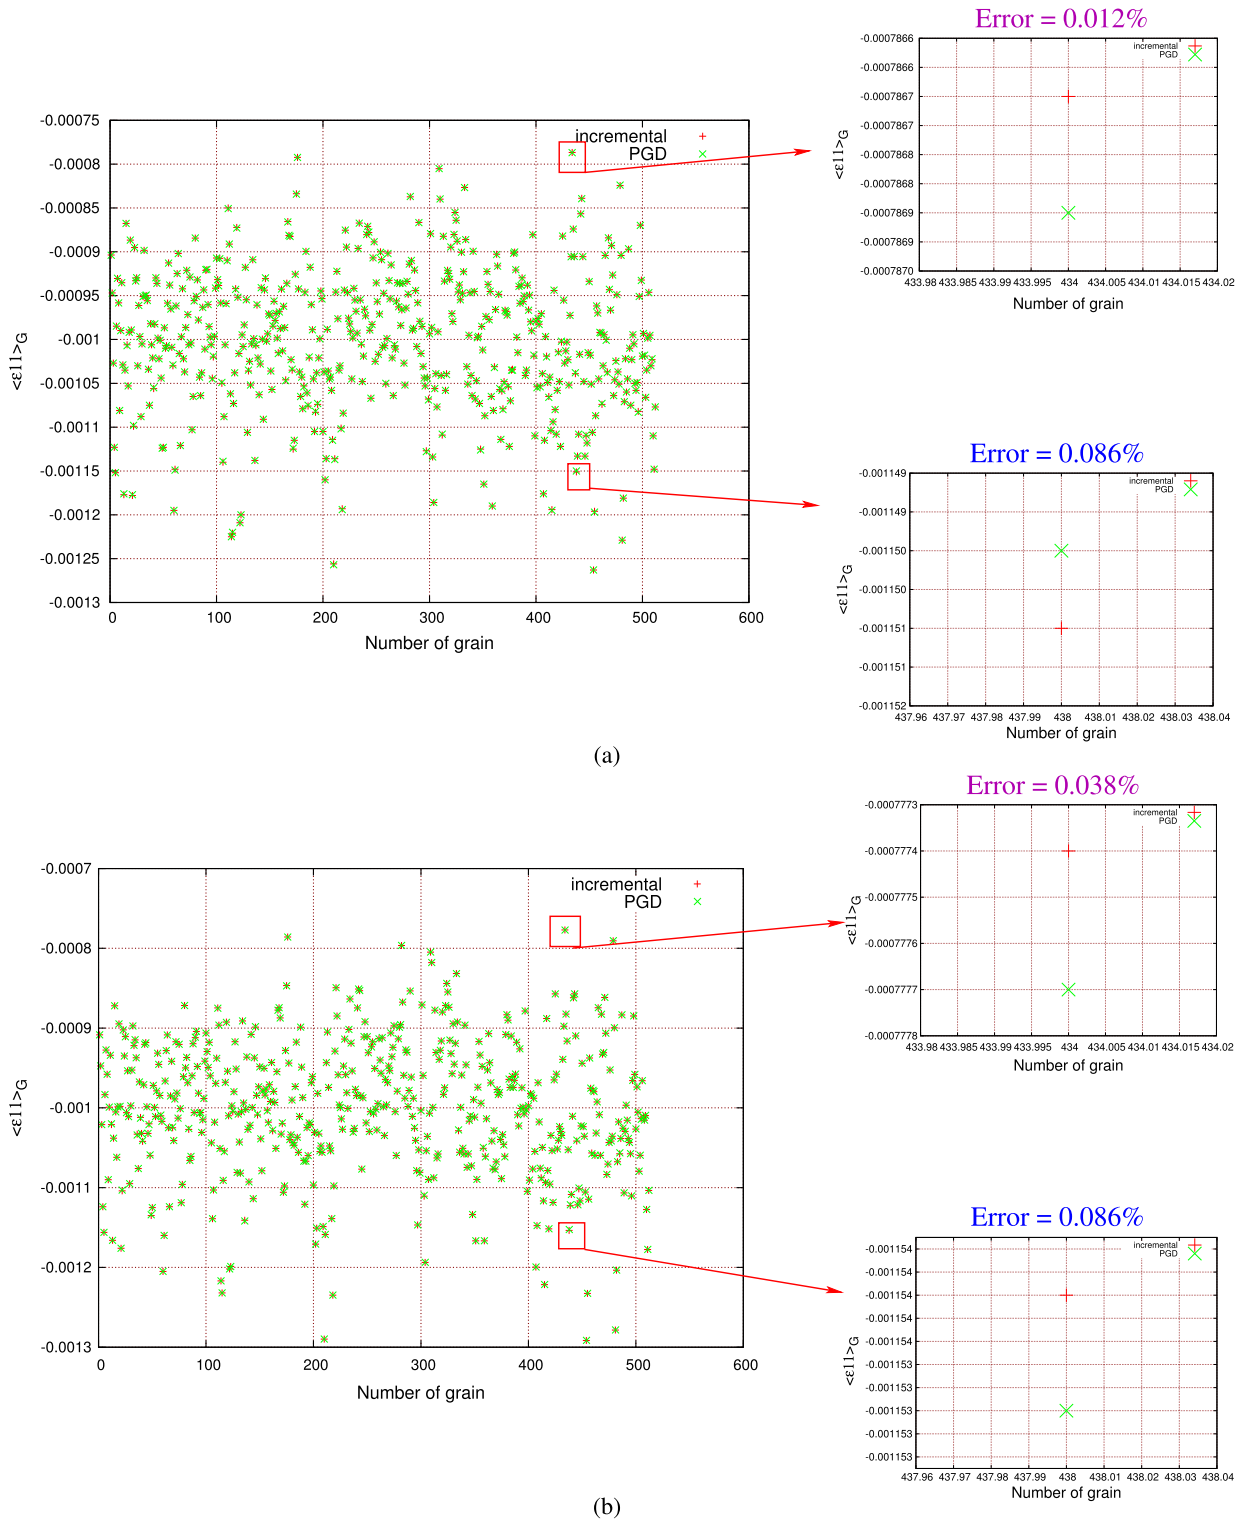 Error = 0.012%
-0.0007866
-0.0007866
-0.0007867
-0.0007867
-0.0007868
-0.0007868
-0.0007869
-0.0007869
-0.0007870
incremental
PGD
<ε11>G
433.98 433.985 433.99 433.995 434 434.005 434.01 434.015 434.02
Number of grain
-0.00075
-0.0008
-0.00085
-0.0009
-0.00095
-0.001
-0.00105
-0.0011
-0.00115
-0.0012
-0.00125
-0.0013
incremental
PGD
<ε11>G
0 100 200 300 400 500 600
Number of grain
Error = 0.086%
-0.001149
-0.001149
-0.001150
-0.001150
-0.001151
-0.001151
-0.001152
incremental
PGD
<ε11>G
437.96 437.97 437.98 437.99 438 438.01 438.02 438.03 438.04
Number of grain
(a)
Error = 0.038%
-0.0007773
-0.0007774
-0.0007775
-0.0007776
-0.0007777
-0.0007778
incremental
PGD
<ε11>G
433.98 433.985 433.99 433.995 434 434.005 434.01 434.015 434.02
Number of grain
-0.0007
-0.0008
-0.0009
-0.001
-0.0011
-0.0012
-0.0013
incremental
PGD
<ε11>G
0 100 200 300 400 500 600
Number of grain
Error = 0.086%
-0.001154
-0.001154
-0.001154
-0.001154
-0.001154
-0.001153
-0.001153
-0.001153
-0.001153
-0.001153
incremental
PGD
<ε11>G
437.96 437.97 437.98 437.99 438 438.01 438.02 438.03 438.04
Number of grain
(b)